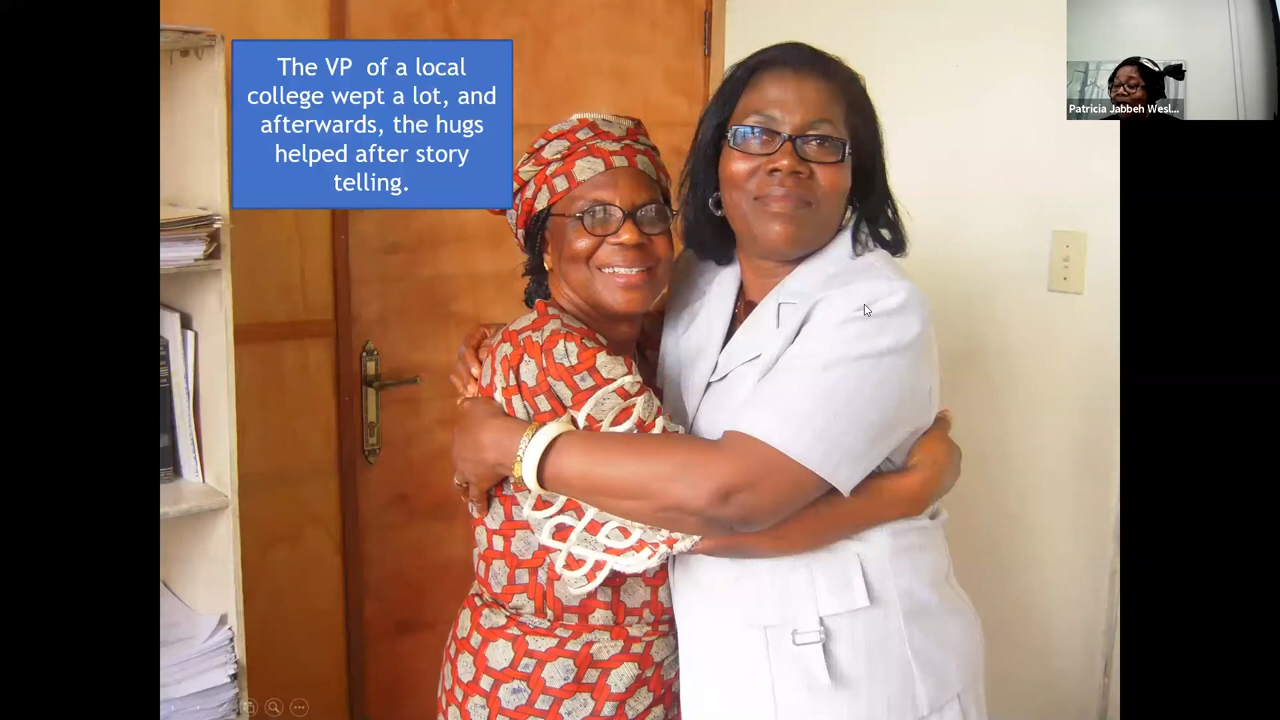 The VP  of a local
college wept a lot, and
afterwards, the hugs
helped after story
telling.
Patricia Jabbeh Wesl...